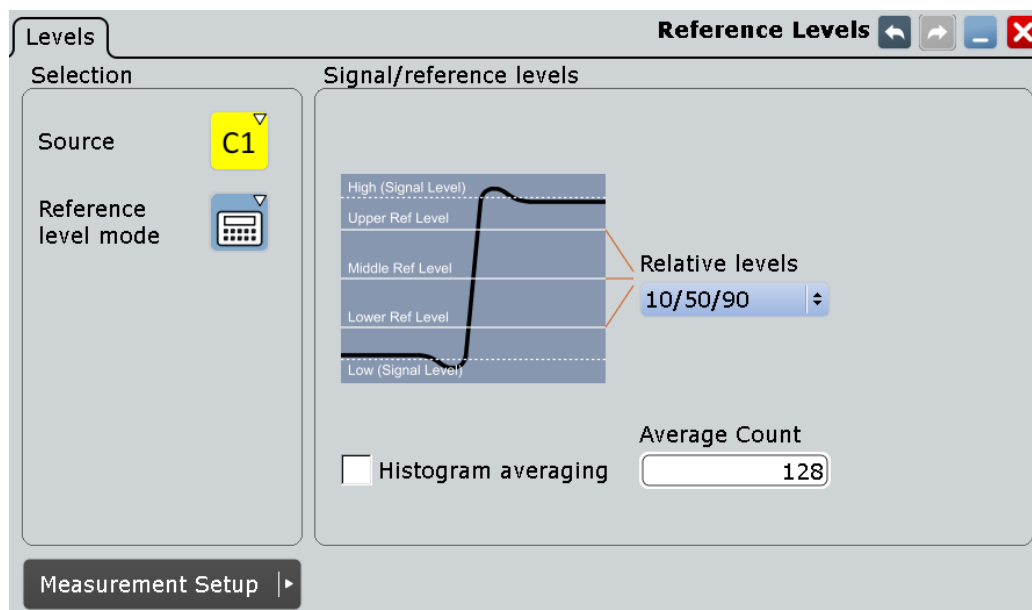 Levels
Reference Levels
Selection
Signal/reference levels
Source
C1
Reference
level mode
High (Signal Level)
Upper Ref Level
Middle Ref Level
Lower Ref Level
Low (Signal Level)
Relative levels
10/50/90
Histogram averaging
Average Count
128
Measurement Setup